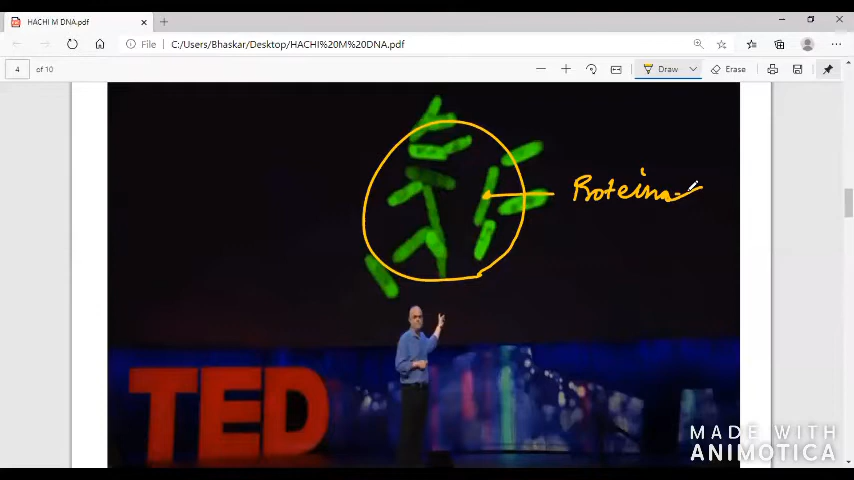 HACHI M DNA.pdf
File
C:/Users/Bhaskar/Desktop/HACHI%20M%20DNA.pdf
4 of 10
Draw
Erase
Proteina
TED
MADE WITH
ANIMOTICA